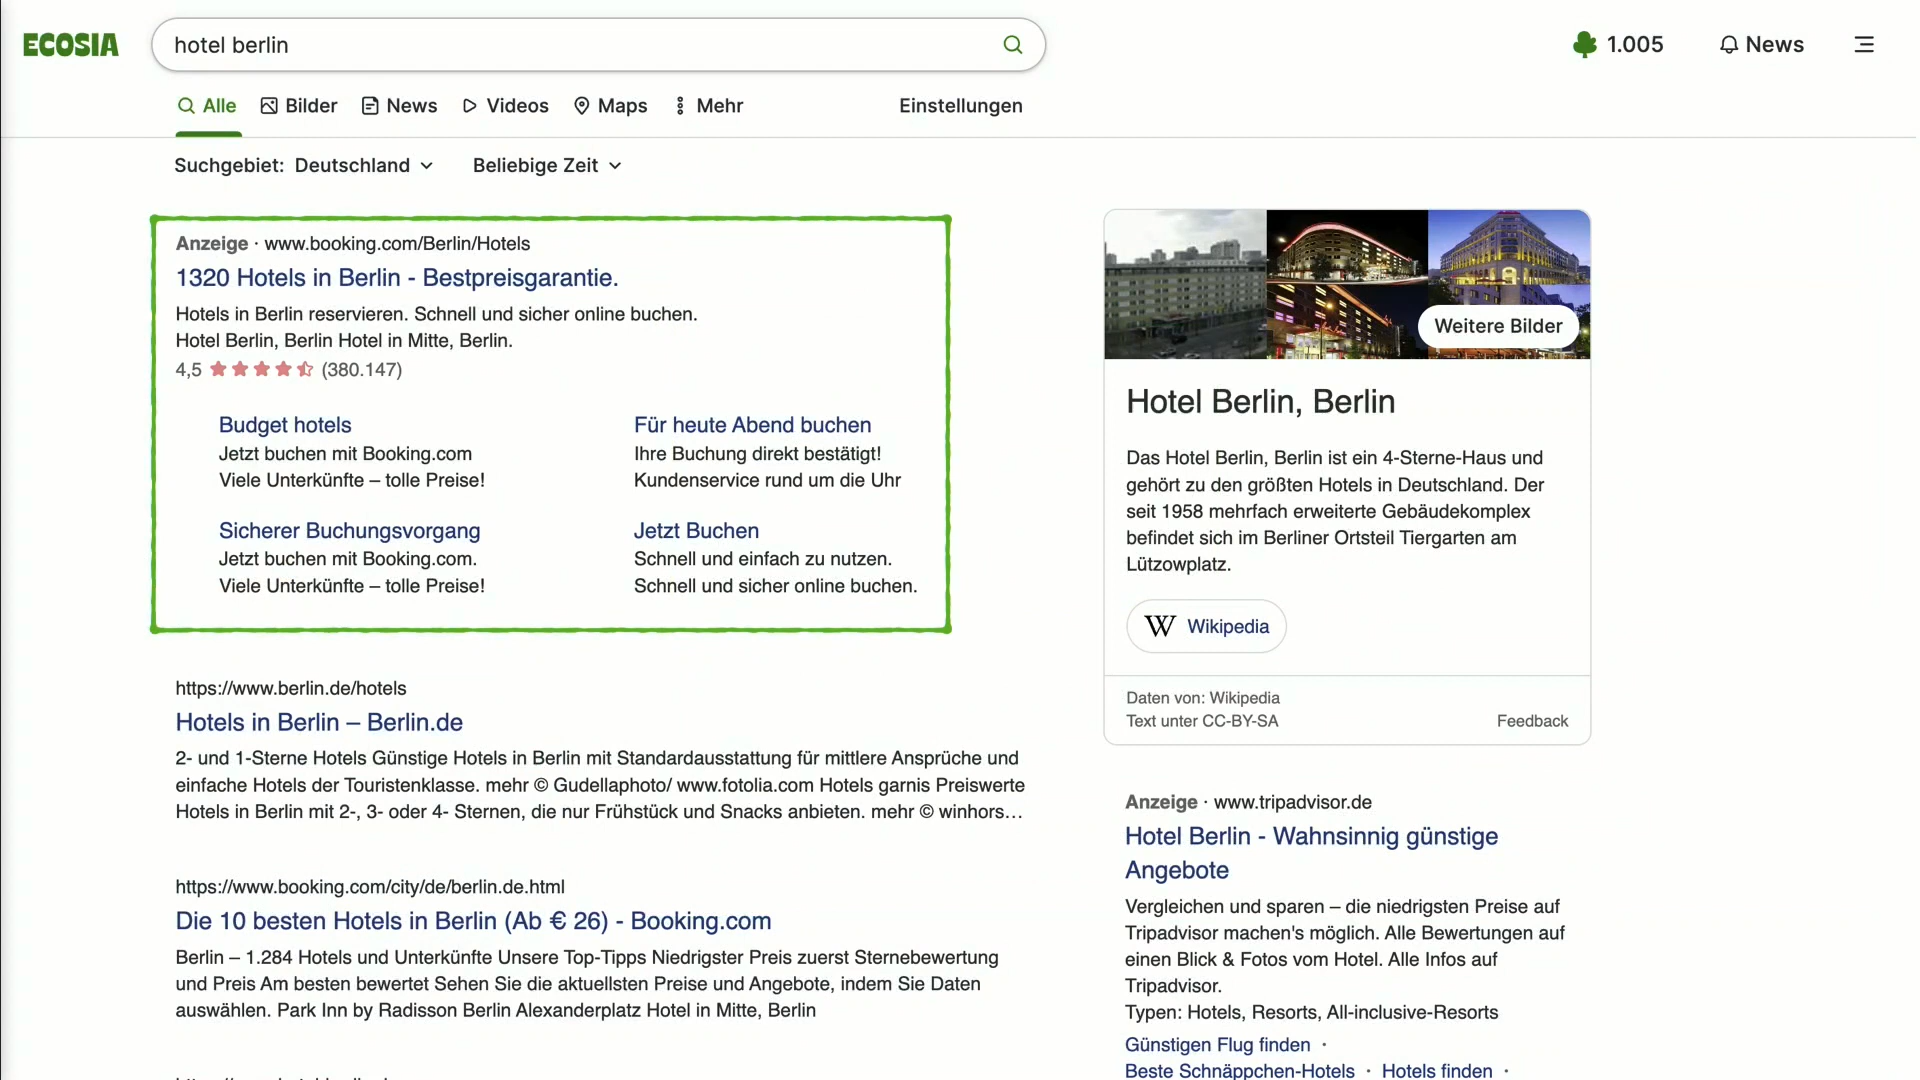 ECOSIA
hotel berlin
1.005
News
Alle
Bilder
News
Videos
Maps
Mehr
Einstellungen
Suchgebiet: Deutschland
Beliebige Zeit
Anzeige · www.booking.com/Berlin/Hotels
1320 Hotels in Berlin - Bestpreisgarantie.
Hotels in Berlin reservieren. Schnell und sicher online buchen.
Hotel Berlin, Berlin Hotel in Mitte, Berlin.
4,5 (380.147)
Budget hotels
Jetzt buchen mit Booking.com
Viele Unterkünfte – tolle Preise!
Für heute Abend buchen
Ihre Buchung direkt bestätigt!
Kundenservice rund um die Uhr
Sicherer Buchungsvorgang
Jetzt buchen mit Booking.com.
Viele Unterkünfte – tolle Preise!
Jetzt Buchen
Schnell und einfach zu nutzen.
Schnell und sicher online buchen.
https://www.berlin.de/hotels
Hotels in Berlin – Berlin.de
2- und 1-Sterne Hotels Günstige Hotels in Berlin mit Standardausstattung für mittlere Ansprüche und
einfache Hotels der Touristenklasse. mehr © Gudellaphoto/ www.fotolia.com Hotels garnis Preiswerte
Hotels in Berlin mit 2-, 3- oder 4- Sternen, die nur Frühstück und Snacks anbieten. mehr © winhors…
https://www.booking.com/city/de/berlin.de.html
Die 10 besten Hotels in Berlin (Ab € 26) - Booking.com
Berlin – 1.284 Hotels und Unterkünfte Unsere Top-Tipps Niedrigster Preis zuerst Sternebewertung
und Preis Am besten bewertet Sehen Sie die aktuellsten Preise und Angebote, indem Sie Daten
auswählen. Park Inn by Radisson Berlin Alexanderplatz Hotel in Mitte, Berlin
Weitere Bilder
Hotel Berlin, Berlin
Das Hotel Berlin, Berlin ist ein 4-Sterne-Haus und
gehört zu den größten Hotels in Deutschland. Der
seit 1958 mehrfach erweiterte Gebäudekomplex
befindet sich im Berliner Ortsteil Tiergarten am
Lützowplatz.
W Wikipedia
Daten von: Wikipedia
Text unter CC-BY-SA
Feedback
Anzeige · www.tripadvisor.de
Hotel Berlin - Wahnsinnig günstige
Angebote
Vergleichen und sparen – die niedrigsten Preise auf
Tripadvisor machen's möglich. Alle Bewertungen auf
einen Blick & Fotos vom Hotel. Alle Infos auf
Tripadvisor.
Typen: Hotels, Resorts, All-inclusive-Resorts
Günstigen Flug finden ·
Beste Schnäppchen-Hotels · Hotels finden ·